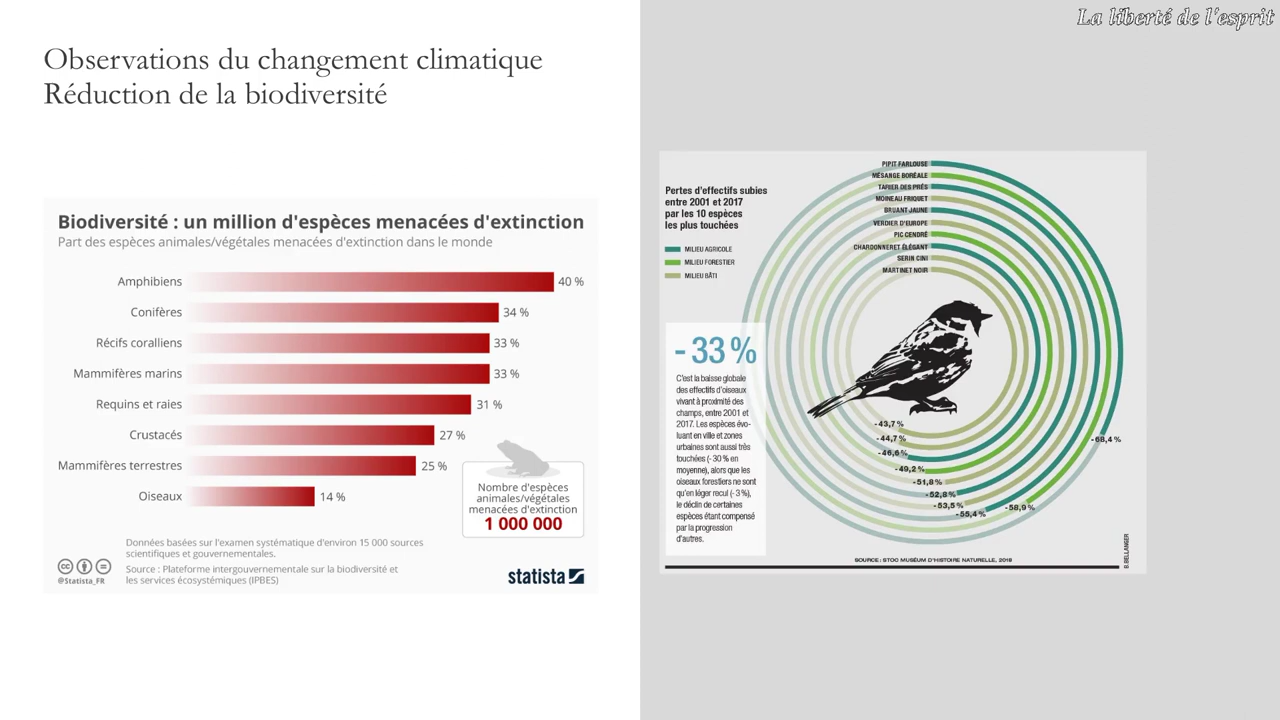 La liberté de l'esprit
Observations du changement climatique
Réduction de la biodiversité
Biodiversité : 1 million d'espèces menacées d'extinction
Part des espèces animales/végétales menacées d'extinction dans le monde
Amphibiens 40 %
Conifères 34 %
Récifs coralliens 33 %
Mammifères marins 33 %
Requins et raies 31 %
Crustacés 27 %
Mammifères terrestres 25 %
Oiseaux 14 %
Nombre d'espèces
animales/végétales
menacées d'extinction
1 000 000
Données basées sur l'examen systématique d'environ 15 000 sources
scientifiques et gouvernementales.
Source : Plateforme intergouvernementale sur la biodiversité et
les services écosystémiques (IPBES)
@Statista_FR
statista
Pertes d'effectifs subies
entre 2001 et 2017
par les 10 espèces
les plus touchées
MILIEU AGRICOLE
MILIEU FORESTIER
MILIEU BÂTI
PIPIT FARLOUSE
MÉSANGE BORÉALE
TARIER DES PRÉS
MOINEAU FRIQUET
BRUANT JAUNE
VERDIER D'EUROPE
PIC CENDRÉ
CHARDONNERET ÉLÉGANT
SERIN CINI
MARTINET NOIR
- 33 %
C'est la baisse globale
des effectifs d'oiseaux
vivant à proximité des
champs, entre 2001 et
2017. Les espèces évo-
luant en ville et zones
urbaines sont aussi très
touchées (- 30 % en
moyenne), alors que les
oiseaux forestiers ne sont
qu'en léger recul (- 3 %),
le déclin de certaines
espèces étant compensé
par la progression
d'autres.
- 43,7 %
- 44,7 %
- 46,6 %
- 49,2 %
- 51,8 %
- 52,8 %
- 53,5 %
- 55,4 %
- 58,9 %
- 68,4 %
SOURCE : STOC MUSÉUM D'HISTOIRE NATURELLE, 2019
B. BELLANGER